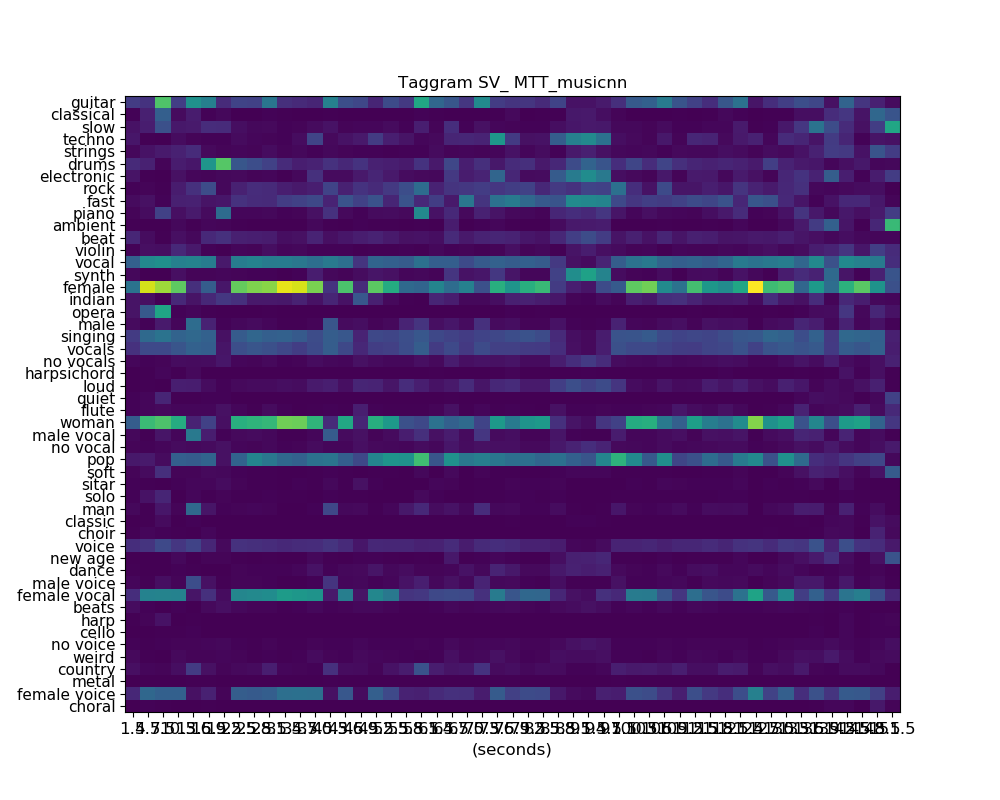 Taggram SV_ MTT_musicnn
guitar
classical
slow
techno
strings
drums
electronic
rock
fast
piano
ambient
beat
violin
vocal
synth
female
indian
opera
male
singing
vocals
no vocals
harpsichord
loud
quiet
flute
woman
male vocal
no vocal
pop
soft
sitar
solo
man
classic
choir
voice
new age
dance
male voice
female vocal
beats
harp
cello
no voice
weird
country
metal
female voice
choral
(seconds)